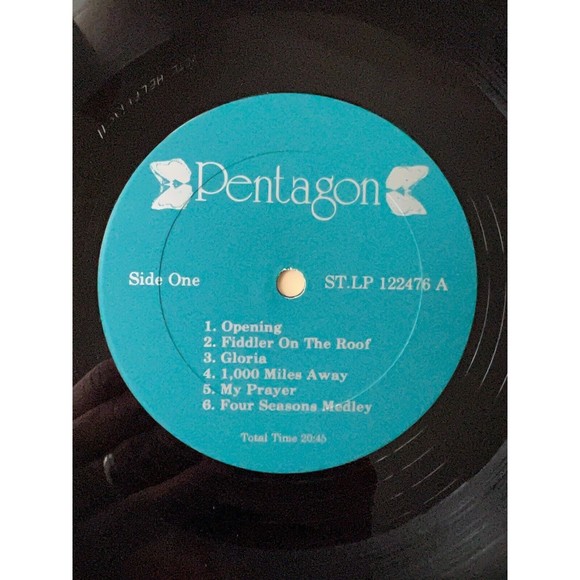 Pentagon
Side One
ST.LP 122476 A
1. Opening
2. Fiddler On The Roof
3. Gloria
4. 1,000 Miles Away
5. My Prayer
6. Four Seasons Medley
Total Time 20:45